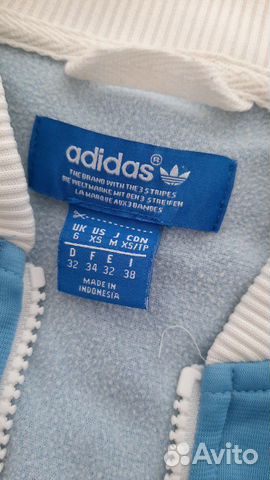 adidas®
THE BRAND WITH THE 3 STRIPES
DIE WELTMARKE MIT DEN 3 STREIFEN
LA MARQUE AUX 3 BANDES
UK US J CDN
6 XS M XS/TP
D F E I
32 34 32 38
MADE IN
INDONESIA
Avito